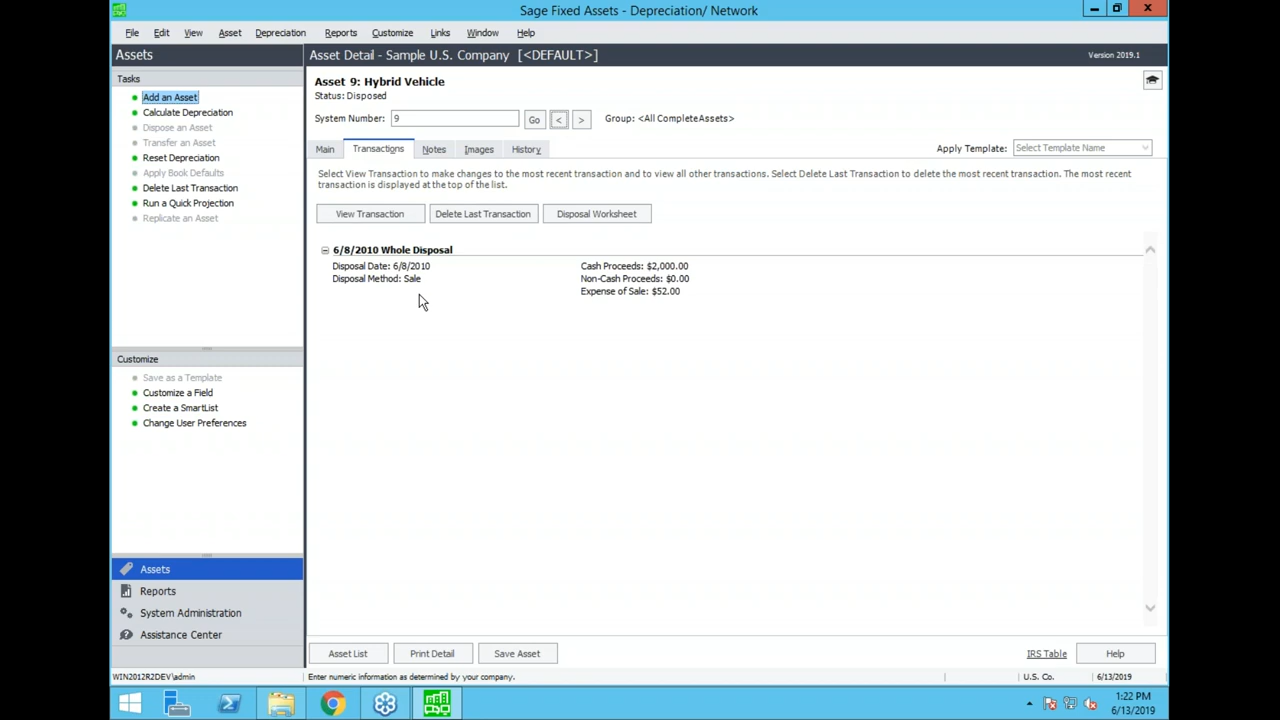 Sage Fixed Assets - Depreciation/ Network
File Edit View Asset Depreciation Reports Customize Links Window Help
Assets
Asset Detail - Sample U.S. Company [<DEFAULT>]
Version 2019.1
Tasks
Add an Asset
Calculate Depreciation
Dispose an Asset
Transfer an Asset
Reset Depreciation
Apply Book Defaults
Delete Last Transaction
Run a Quick Projection
Replicate an Asset
Customize
Save as a Template
Customize a Field
Create a SmartList
Change User Preferences
Assets
Reports
System Administration
Assistance Center
Asset 9: Hybrid Vehicle
Status: Disposed
System Number: 9 Go < > Group: <All CompleteAssets>
Main Transactions Notes Images History
Apply Template: Select Template Name
Select View Transaction to make changes to the most recent transaction and to view all other transactions. Select Delete Last Transaction to delete the most recent transaction. The most recent
transaction is displayed at the top of the list.
View Transaction Delete Last Transaction Disposal Worksheet
6/8/2010 Whole Disposal
Disposal Date: 6/8/2010 Cash Proceeds: $2,000.00
Disposal Method: Sale Non-Cash Proceeds: $0.00
Expense of Sale: $52.00
Asset List Print Detail Save Asset IRS Table Help
WIN2012R2DEV\admin Enter numeric information as determined by your company. U.S. Co. 6/13/2019
1:22 PM
6/13/2019